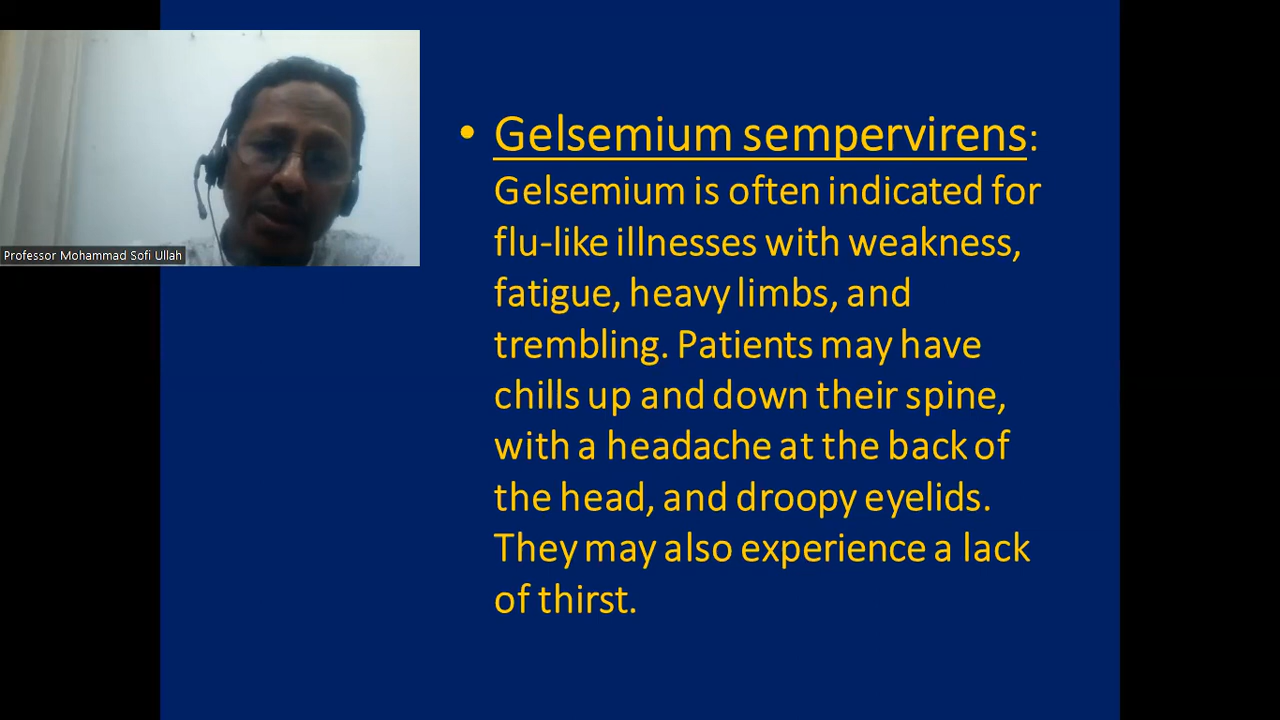 Professor Mohammad Sofi Ullah
• Gelsemium sempervirens:
Gelsemium is often indicated for
flu-like illnesses with weakness,
fatigue, heavy limbs, and
trembling. Patients may have
chills up and down their spine,
with a headache at the back of
the head, and droopy eyelids.
They may also experience a lack
of thirst.